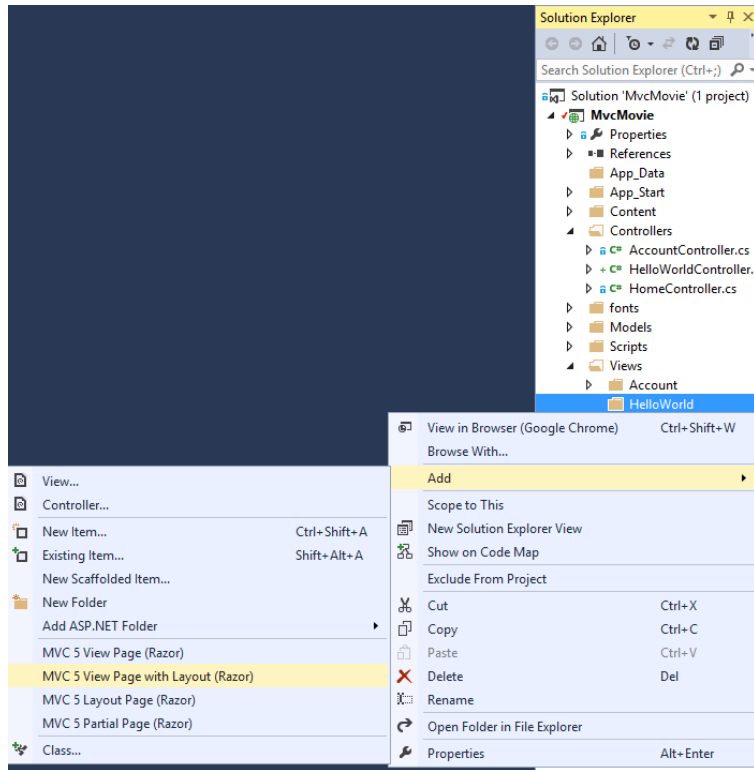 Solution Explorer
Search Solution Explorer (Ctrl+;)
Solution 'MvcMovie' (1 project)
MvcMovie
Properties
References
App_Data
App_Start
Content
Controllers
C# AccountController.cs
+ C# HelloWorldController.
C# HomeController.cs
fonts
Models
Scripts
Views
Account
HelloWorld
View in Browser (Google Chrome) Ctrl+Shift+W
Browse With...
Add
Scope to This
New Solution Explorer View
Show on Code Map
Exclude From Project
Cut Ctrl+X
Copy Ctrl+C
Paste Ctrl+V
Delete Del
Rename
Open Folder in File Explorer
Properties Alt+Enter
View...
Controller...
New Item... Ctrl+Shift+A
Existing Item... Shift+Alt+A
New Scaffolded Item...
New Folder
Add ASP.NET Folder
MVC 5 View Page (Razor)
MVC 5 View Page with Layout (Razor)
MVC 5 Layout Page (Razor)
MVC 5 Partial Page (Razor)
Class...